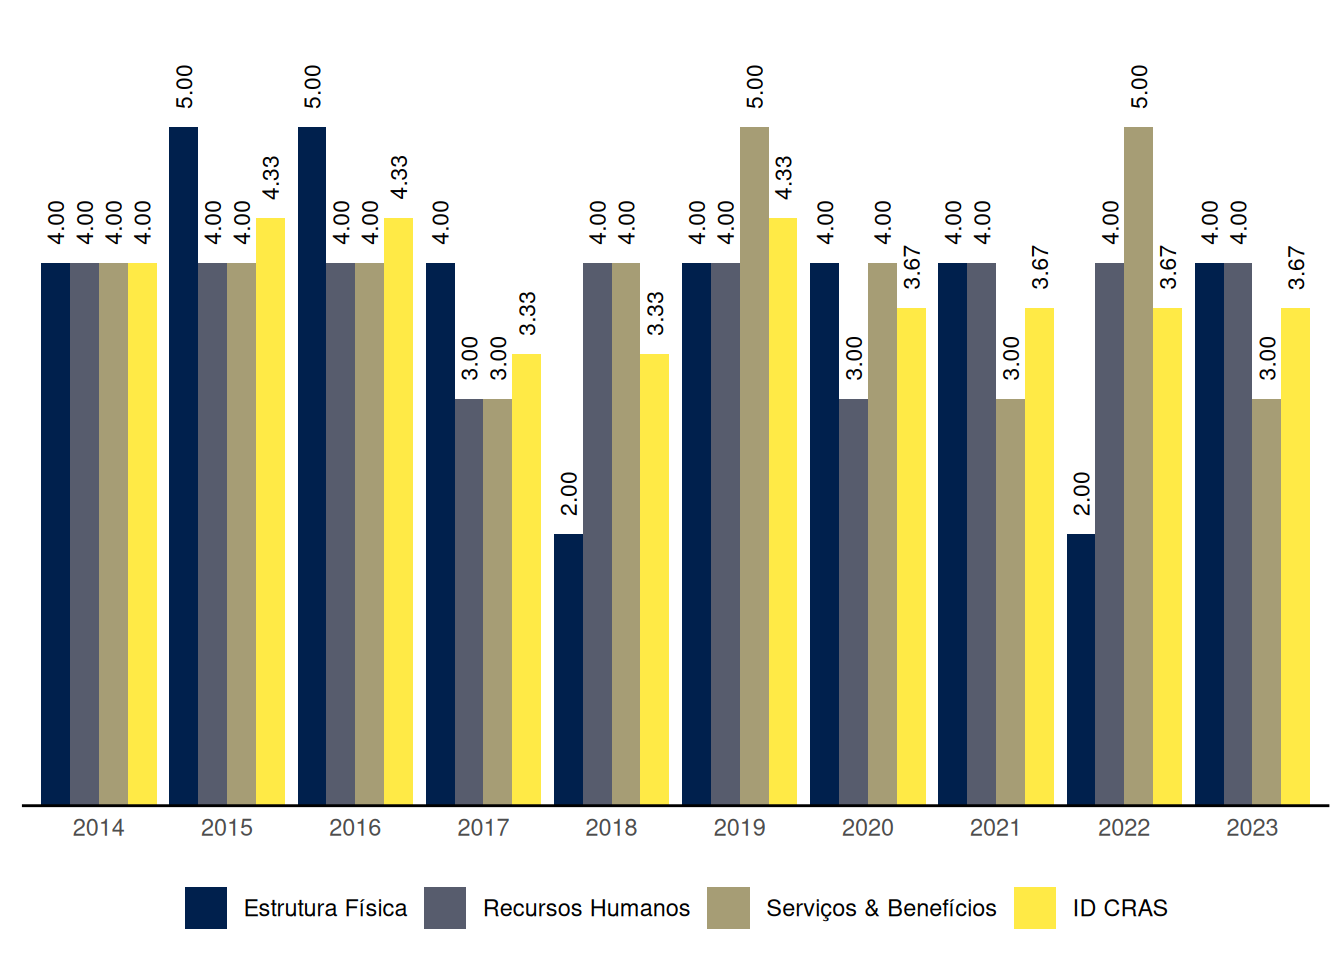 4.00 4.00 4.00 4.00 5.00 4.00 4.00 4.33 5.00 4.00 4.00 4.33 4.00 3.00 3.00 3.33 2.00 4.00 4.00 3.33 4.00 4.00 5.00 4.33 4.00 3.00 4.00 3.67 4.00 4.00 3.00 3.67 2.00 4.00 5.00 3.67 4.00 4.00 3.00 3.67
2014 2015 2016 2017 2018 2019 2020 2021 2022 2023
Estrutura Física Recursos Humanos Serviços & Benefícios ID CRAS